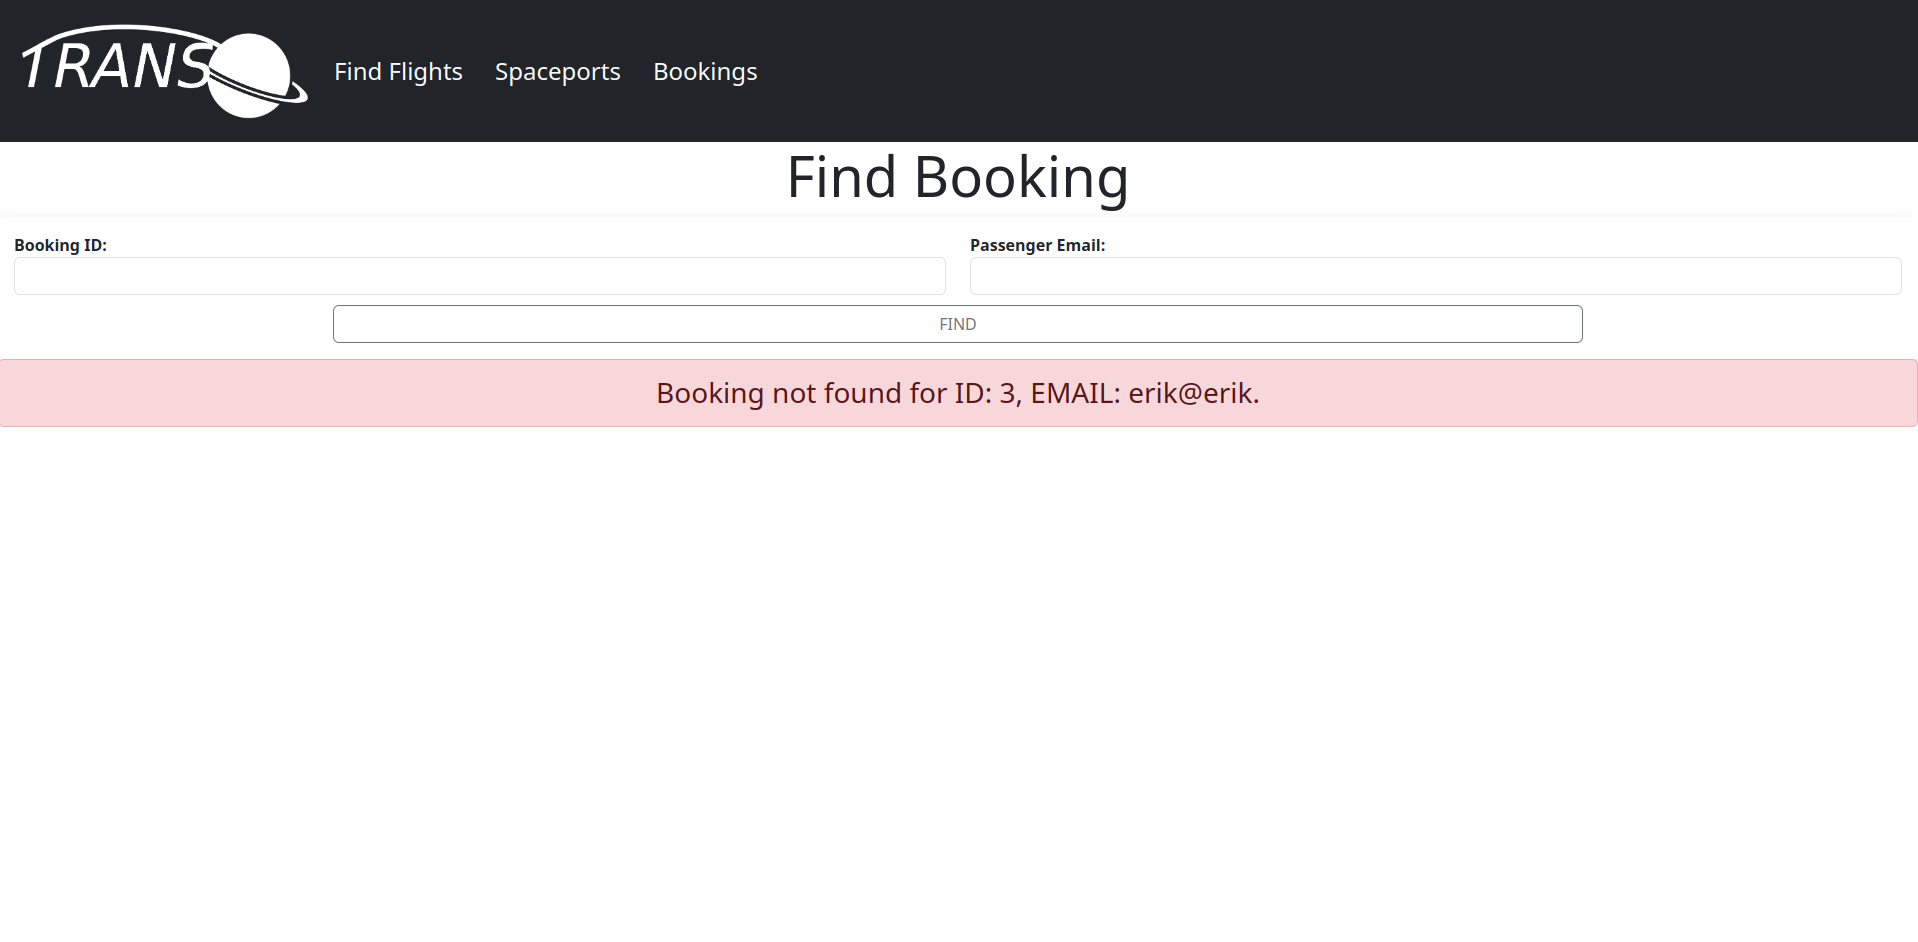 TRANS
Find Flights
Spaceports
Bookings
Find Booking
Booking ID:
Passenger Email:
FIND
Booking not found for ID: 3, EMAIL: erik@erik.